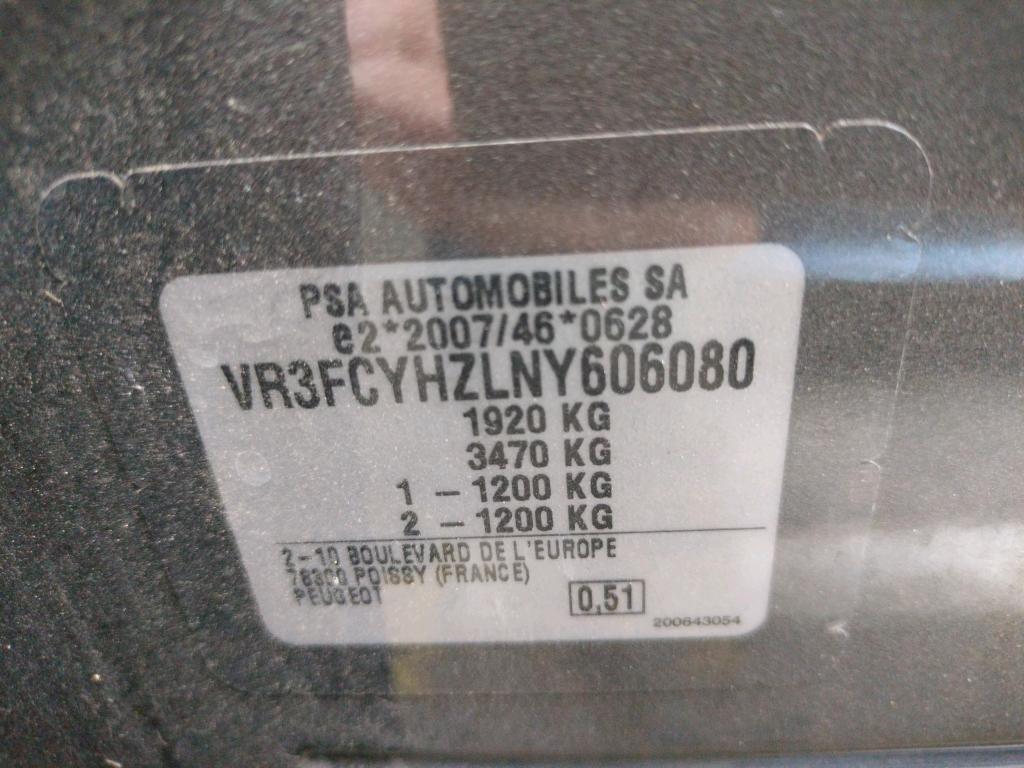 PSA AUTOMOBILES SA
e2*2007/46*0628
VR3FCYHZLNY606080
1920 KG
3470 KG
1 – 1200 KG
2 – 1200 KG
2–10 BOULEVARD DE L'EUROPE
78300 POISSY (FRANCE)
PEUGEOT
0,51
200643054